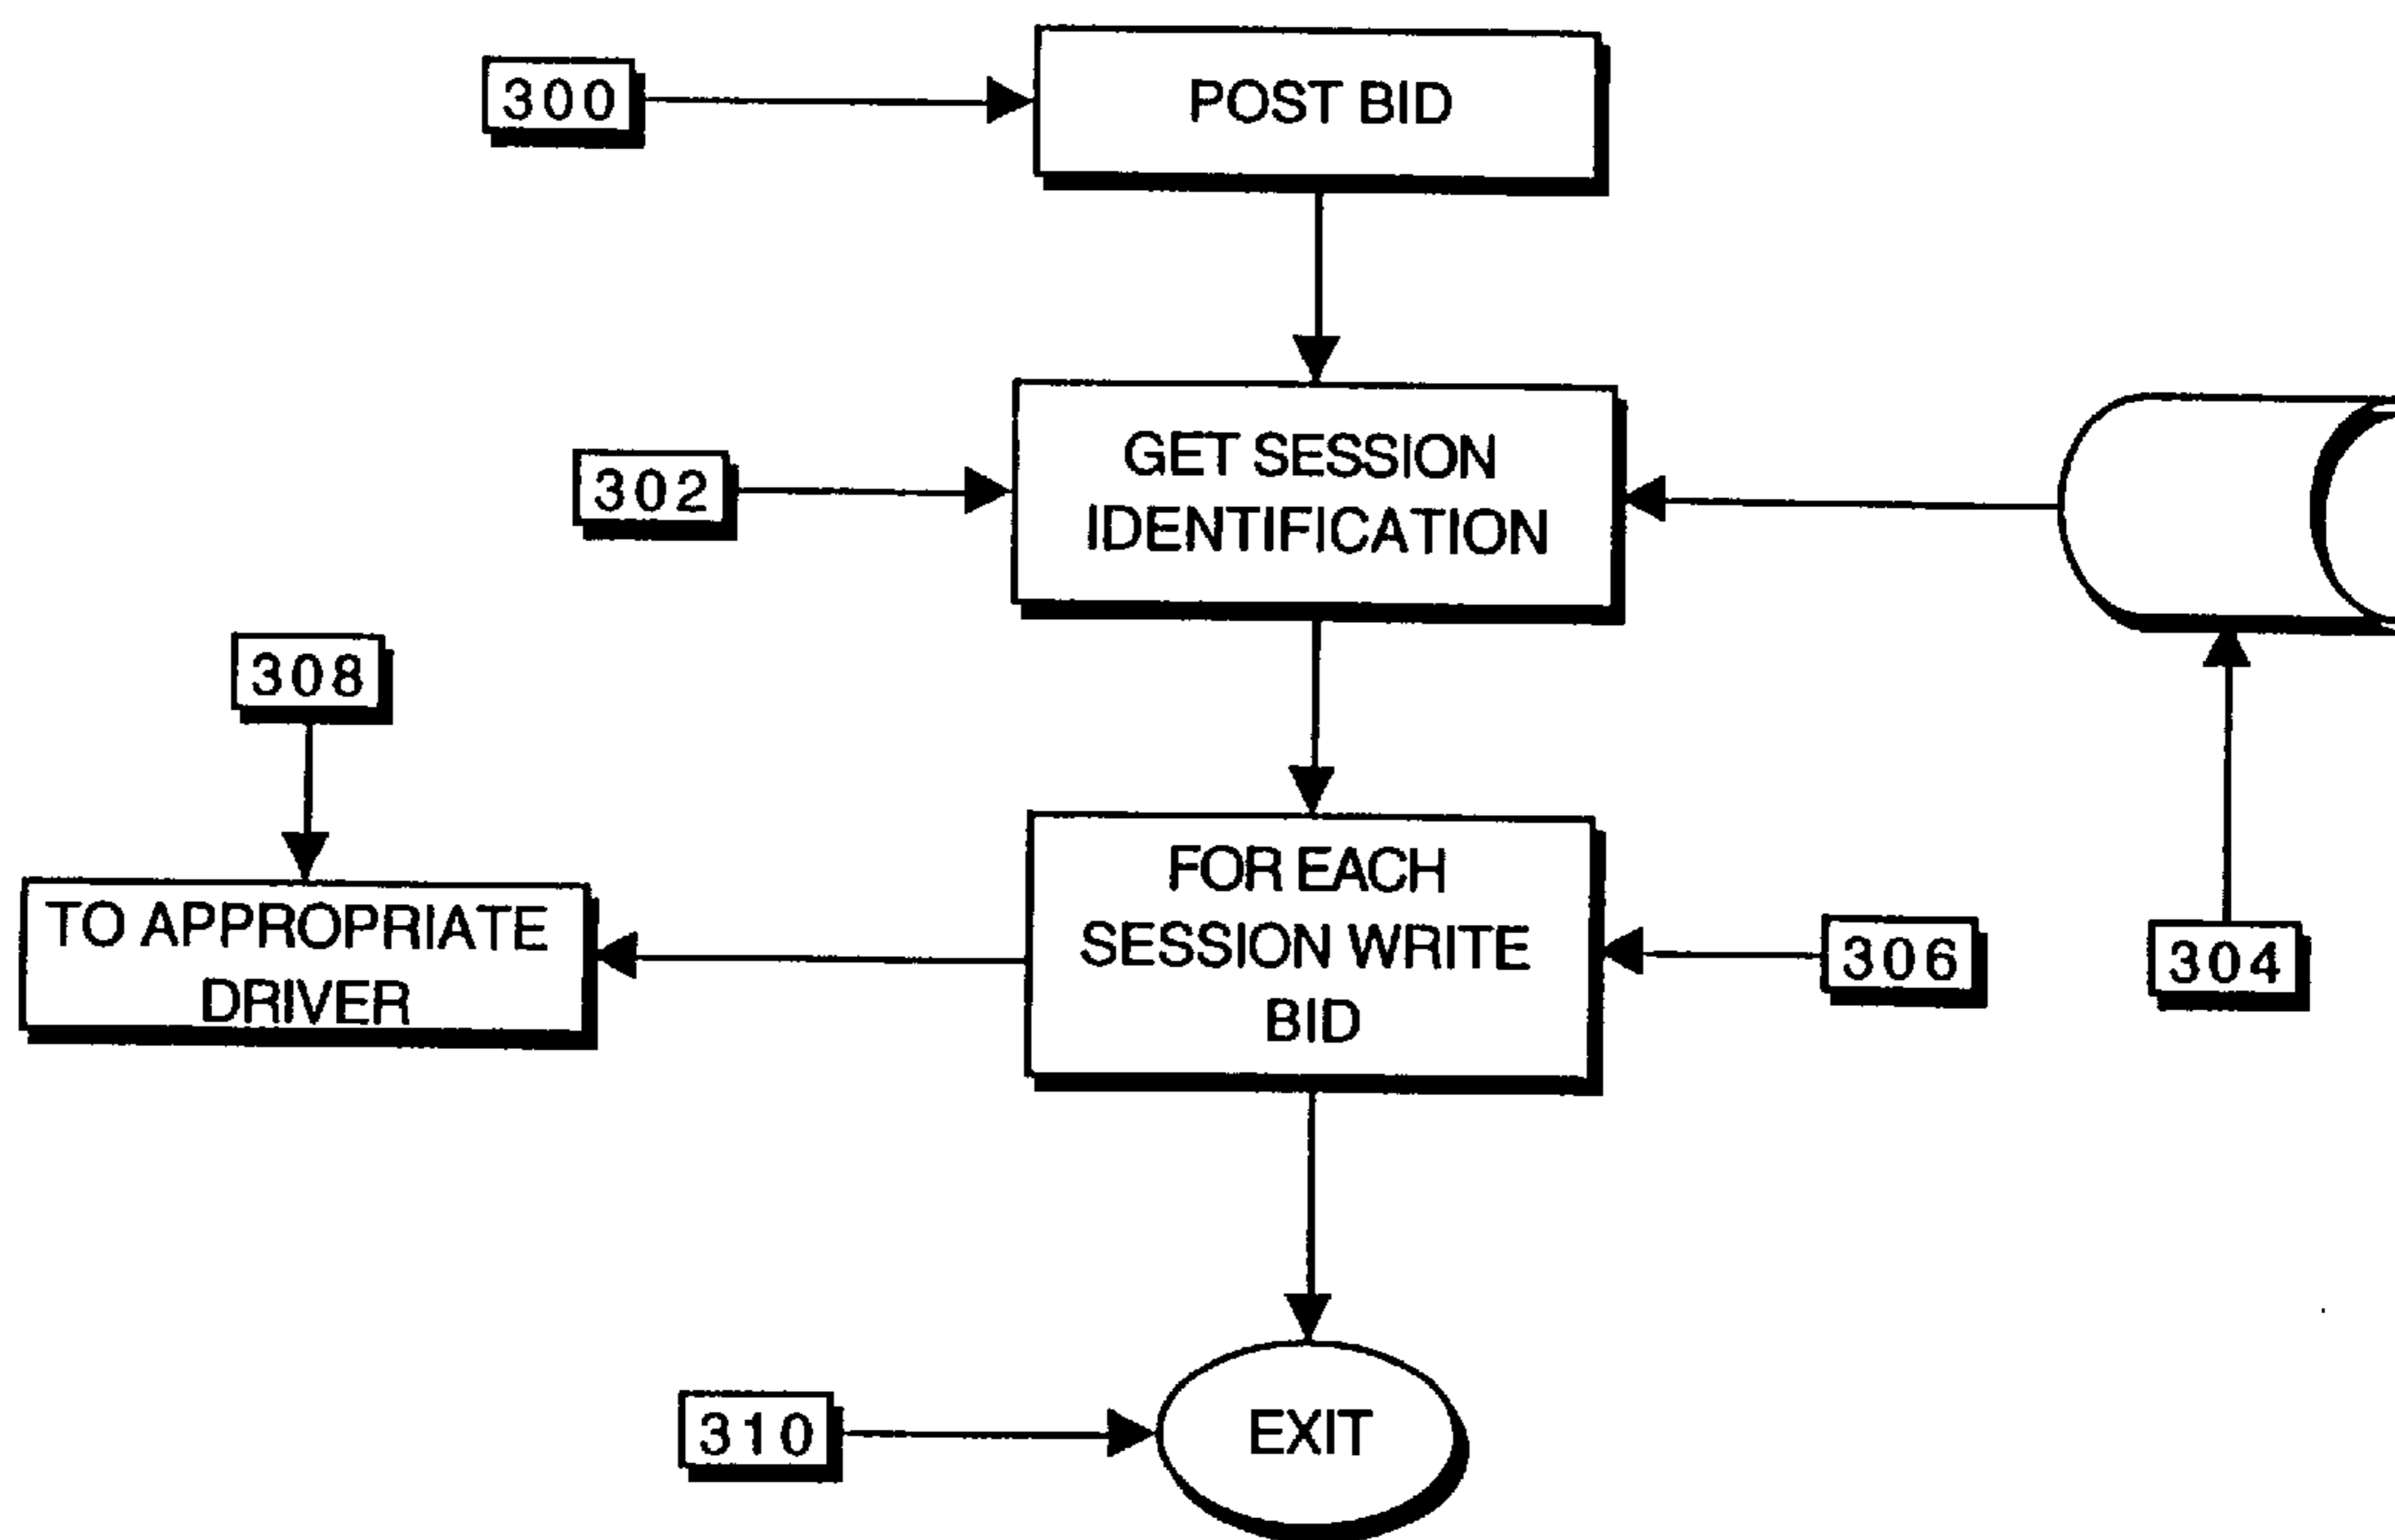 300
POST BID
302
GET SESSION
IDENTIFICATION
308
TO APPROPRIATE
DRIVER
FOR EACH
SESSION WRITE
BID
306
304
310
EXIT